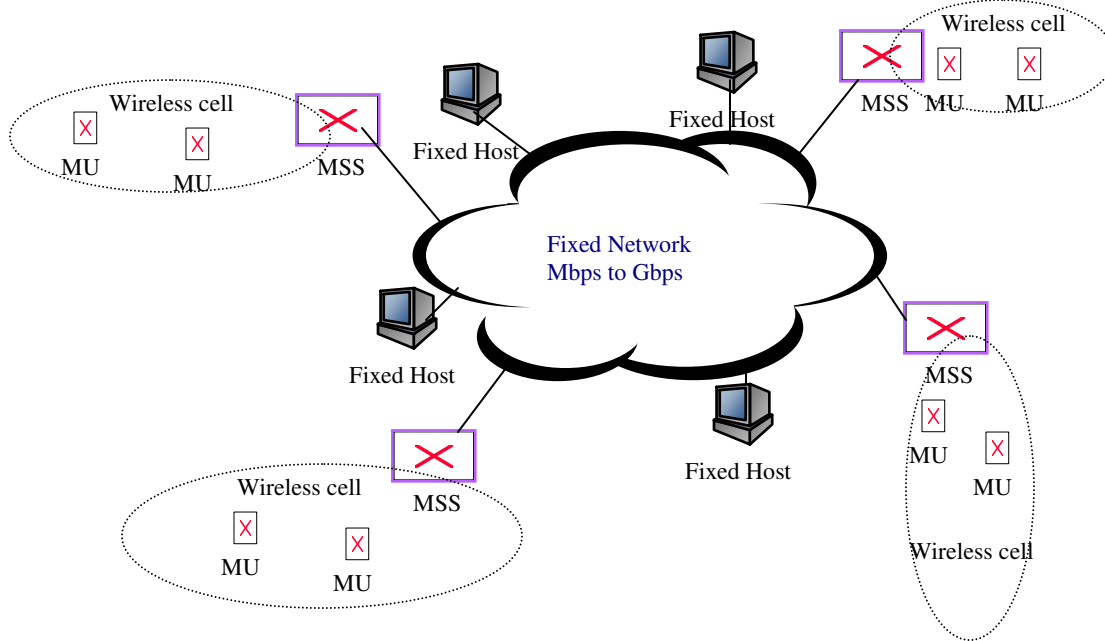 Wireless cell
MU
MU
MSS
Fixed Host
Fixed Host
Wireless cell
MSS
MU
MU
Fixed Network
Mbps to Gbps
Fixed Host
MSS
Wireless cell
MU
MU
Fixed Host
MSS
MU
MU
Wireless cell